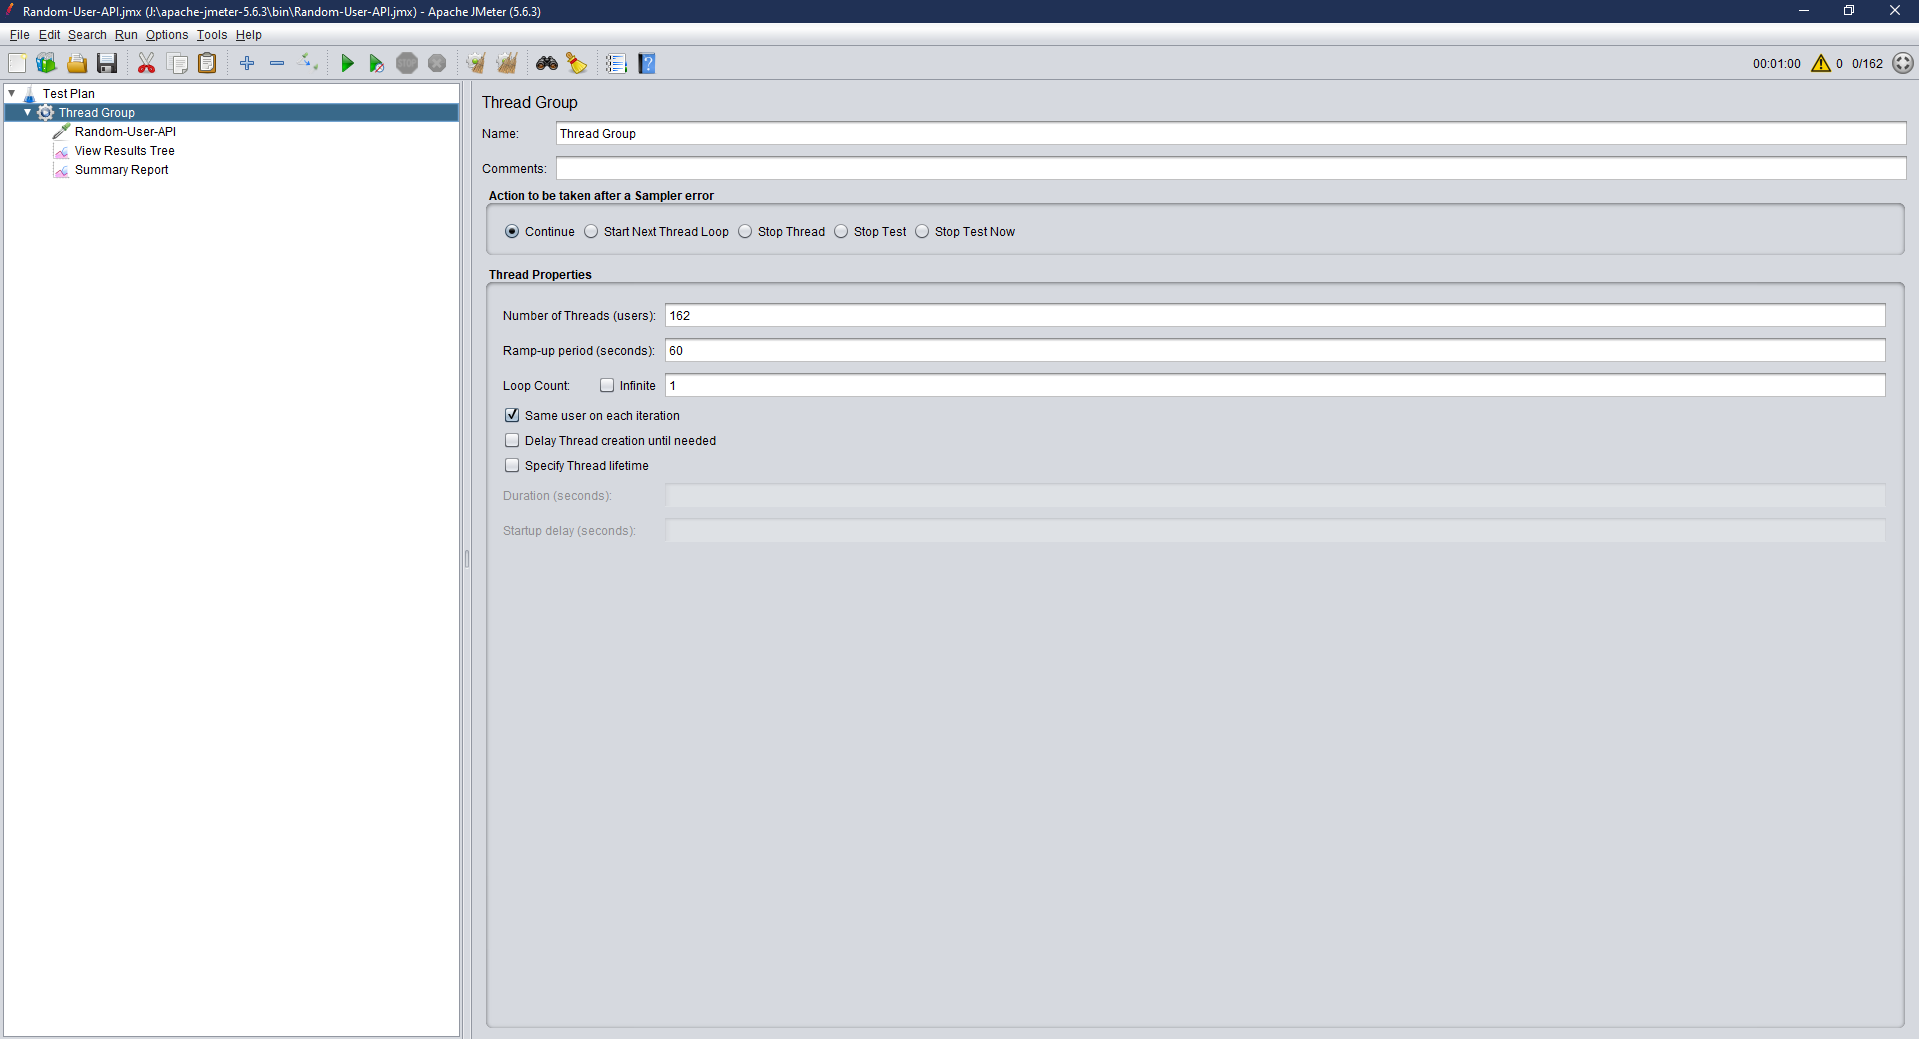 Random-User-API.jmx (J:\apache-jmeter-5.6.3\bin\Random-User-API.jmx) - Apache JMeter (5.6.3)
File Edit Search Run Options Tools Help
STOP
00:01:00 0 0/162
Test Plan
Thread Group
Random-User-API
View Results Tree
Summary Report
Thread Group
Name: Thread Group
Comments:
Action to be taken after a Sampler error
Continue Start Next Thread Loop Stop Thread Stop Test Stop Test Now
Thread Properties
Number of Threads (users): 162
Ramp-up period (seconds): 60
Loop Count: Infinite 1
Same user on each iteration
Delay Thread creation until needed
Specify Thread lifetime
Duration (seconds):
Startup delay (seconds):